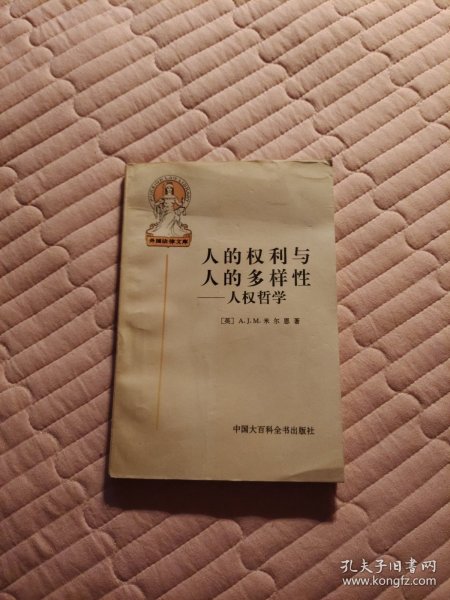 外国法律文库
人的权利与
人的多样性
——人权哲学
[英] A.J.M. 米尔恩 著
中国大百科全书出版社
孔夫子旧书网
www.kongfz.com